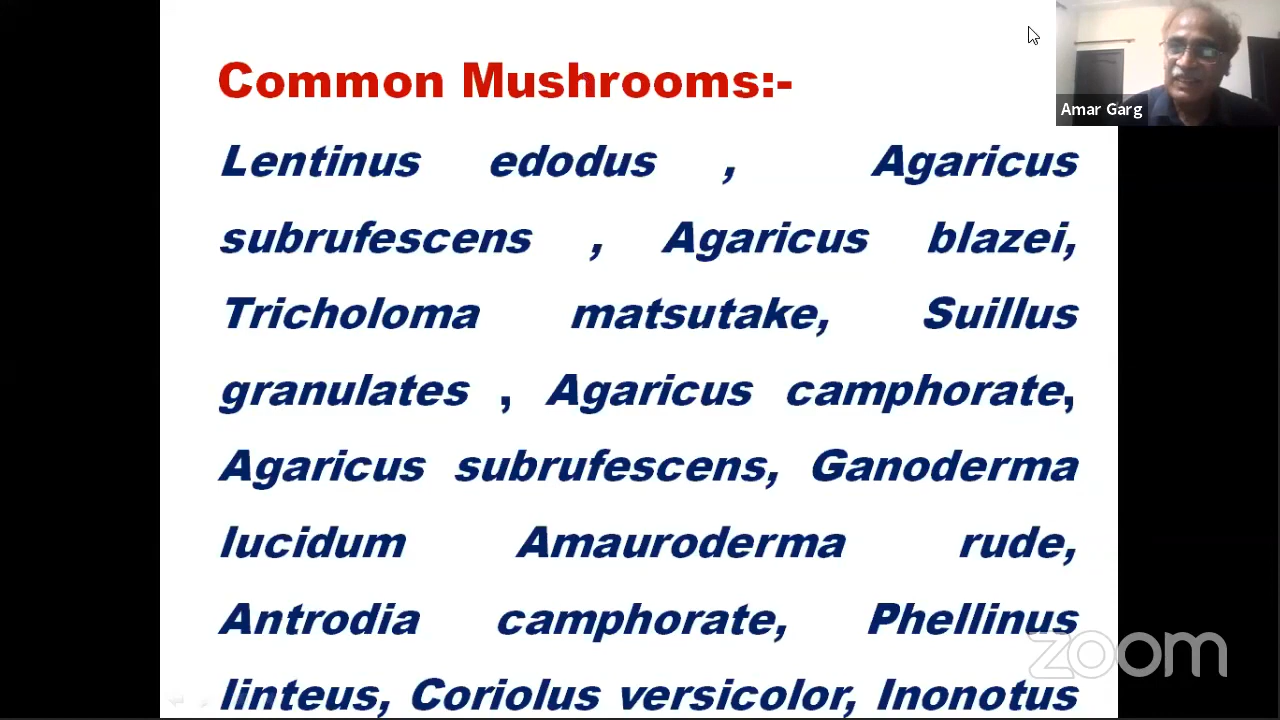 Common Mushrooms:-
Amar Garg
Lentinus edodus , Agaricus
subrufescens , Agaricus blazei,
Tricholoma matsutake, Suillus
granulates , Agaricus camphorate,
Agaricus subrufescens, Ganoderma
lucidum Amauroderma rude,
Antrodia camphorate, Phellinus
linteus, Coriolus versicolor, Inonotus
zoom